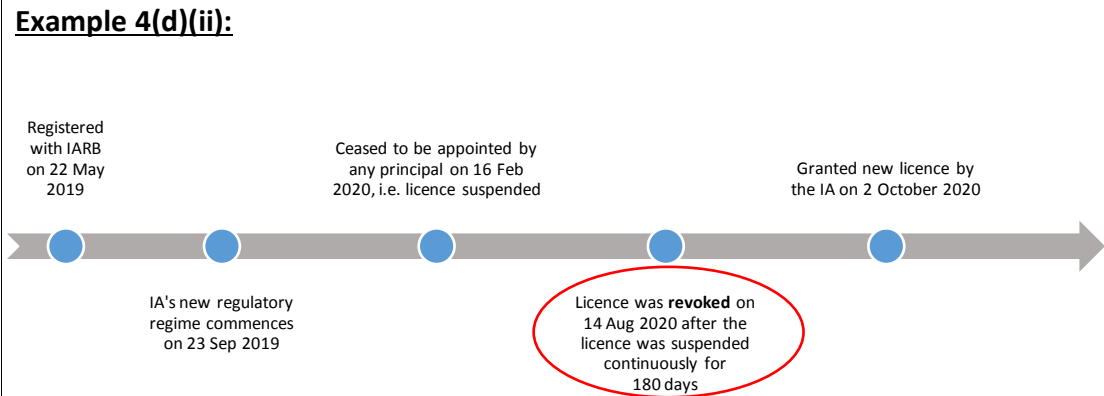 Example 4(d)(ii):
Registered
with IARB
on 22 May
2019
Ceased to be appointed by
any principal on 16 Feb
2020, i.e. licence suspended
Granted new licence by
the IA on 2 October 2020
IA's new regulatory
regime commences
on 23 Sep 2019
Licence was revoked on
14 Aug 2020 after the
licence was suspended
continuously for
180 days